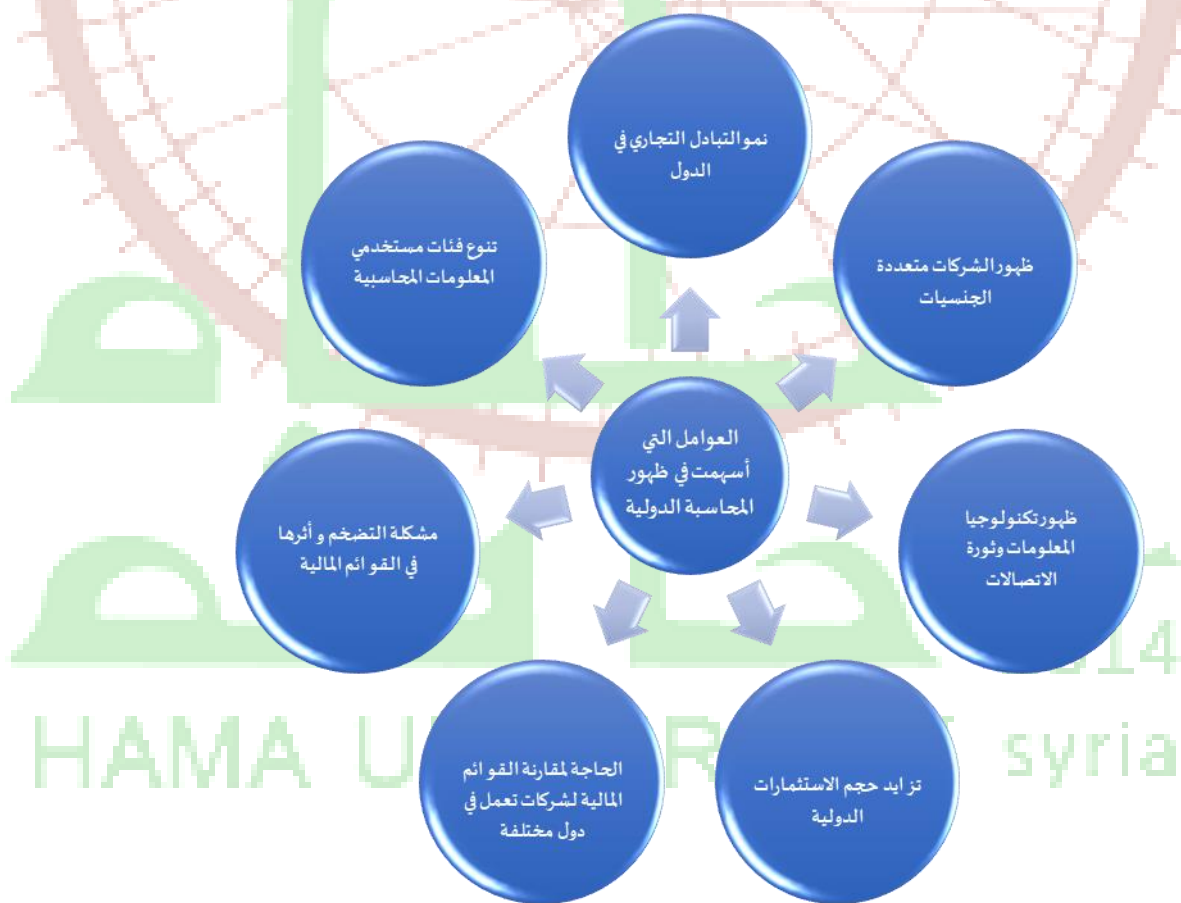 نمو التبادل التجاري في
الدول
ظهور الشركات متعددة
الجنسيات
ظهور تكنولوجيا
المعلومات وثورة
الاتصالات
تزايد حجم الاستثمارات
الدولية
الحاجة لمقارنة القوائم
المالية لشركات تعمل في
دول مختلفة
مشكلة التضخم وأثرها
في القوائم المالية
تنوع فئات مستخدمي
المعلومات المحاسبية
العوامل التي
أسهمت في ظهور
المحاسبة الدولية
HAMA syria